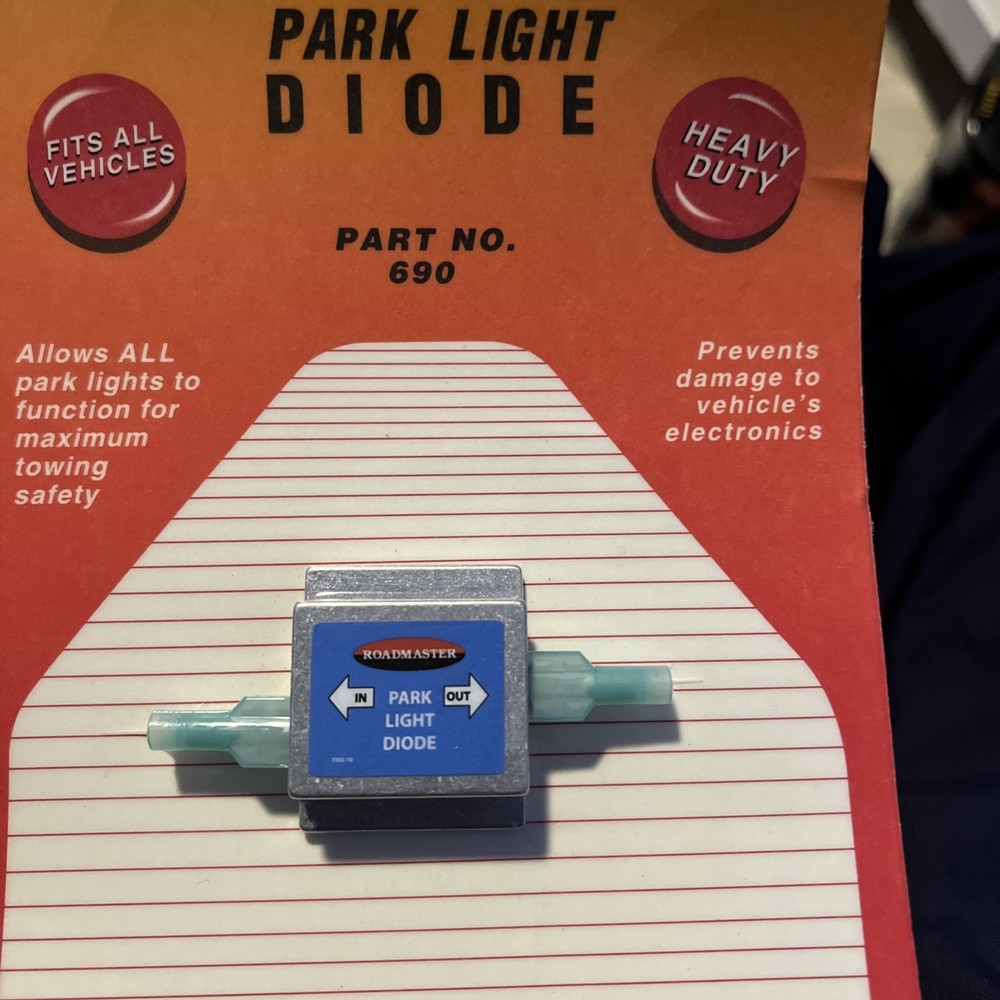 PARK LIGHT
DIODE
FITS ALL
VEHICLES
HEAVY
DUTY
PART NO.
690
Allows ALL
park lights to
function for
maximum
towing
safety
Prevents
damage to
vehicle's
electronics
ROADMASTER
IN
PARK
LIGHT
DIODE
OUT